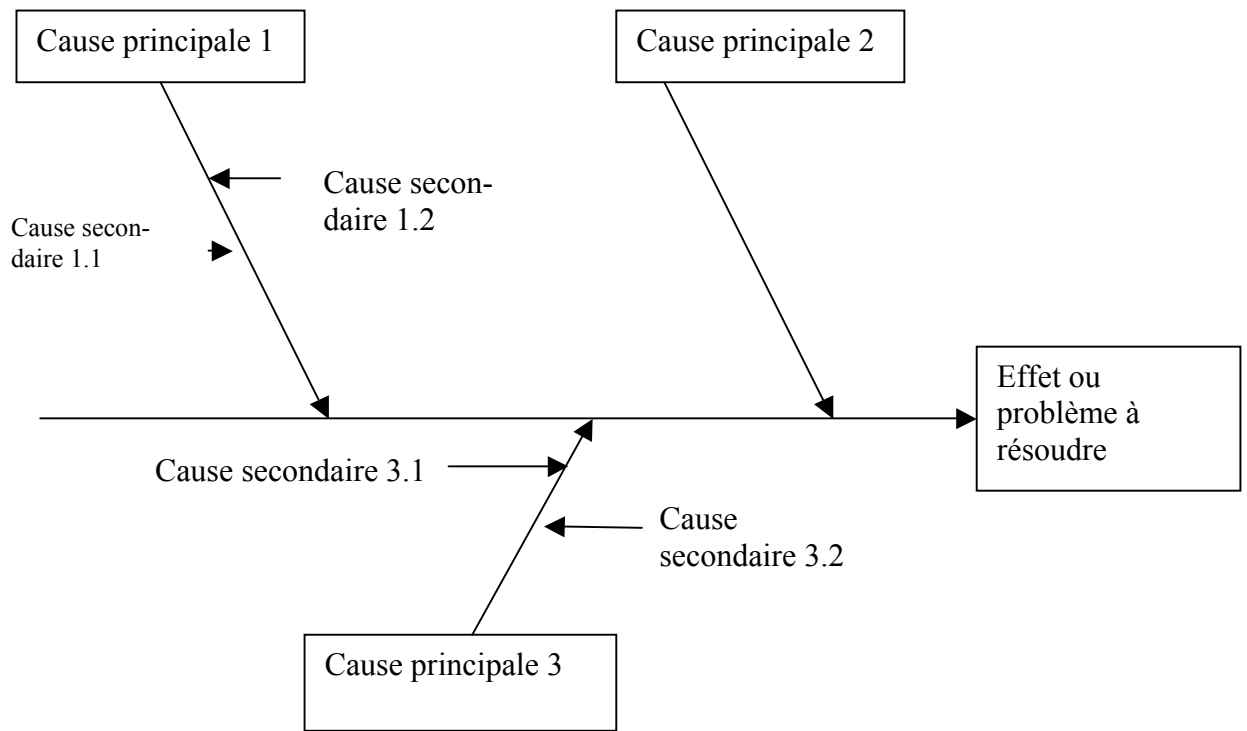 Cause principale 1
Cause principale 2
Cause secon-
daire 1.2
Cause secon-
daire 1.1
Effet ou
problème à
résoudre
Cause secondaire 3.1
Cause
secondaire 3.2
Cause principale 3